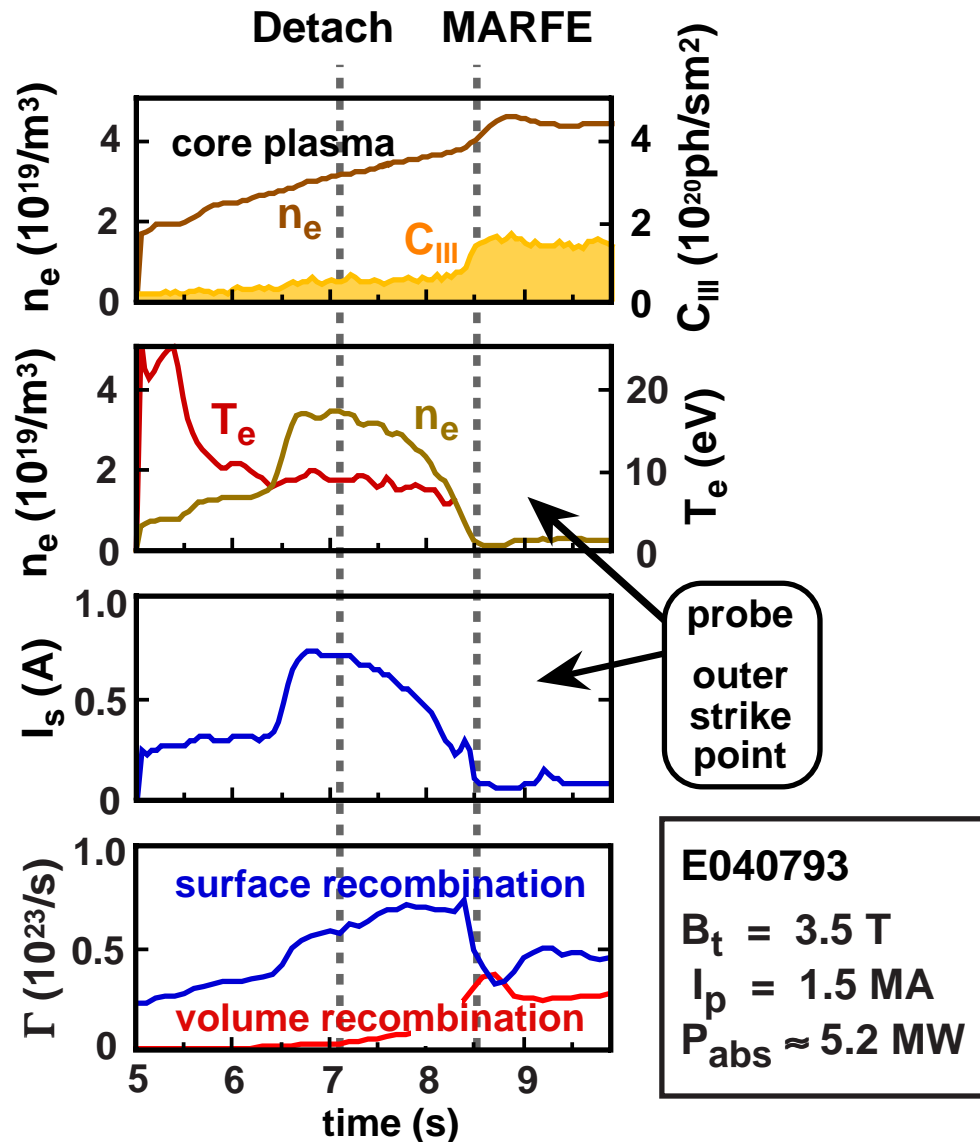 Detach MARFE
n_e (10^19/m^3)
4
2
0
core plasma
n_e
C_III
4
2
0
C_III (10^20ph/sm^2)
n_e (10^19/m^3)
4
2
0
T_e
n_e
20
10
0
T_e (eV)
I_s (A)
1.0
0.5
0
probe
outer
strike
point
Γ (10^23/s)
1.0
0.5
0
surface recombination
volume recombination
5 6 7 8 9
time (s)
E040793
B_t = 3.5 T
I_p = 1.5 MA
P_abs ≈ 5.2 MW